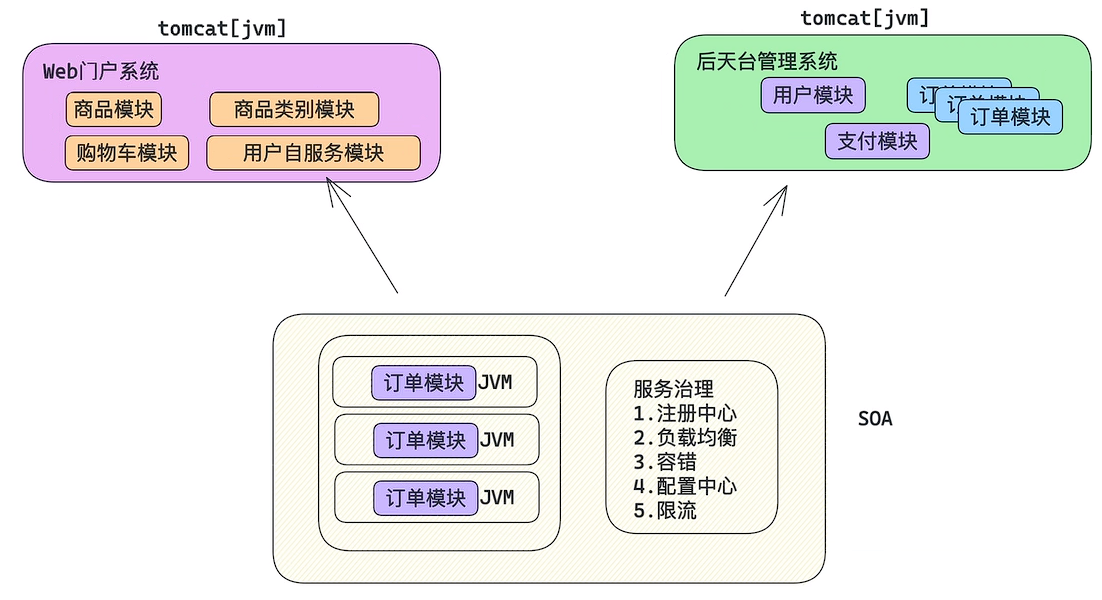 tomcat[jvm]
Web门户系统
商品模块
商品类别模块
购物车模块
用户自服务模块
tomcat[jvm]
后天台管理系统
用户模块
订单模块
支付模块
订单模块 JVM
订单模块 JVM
订单模块 JVM
服务治理
1.注册中心
2.负载均衡
3.容错
4.配置中心
5.限流
SOA